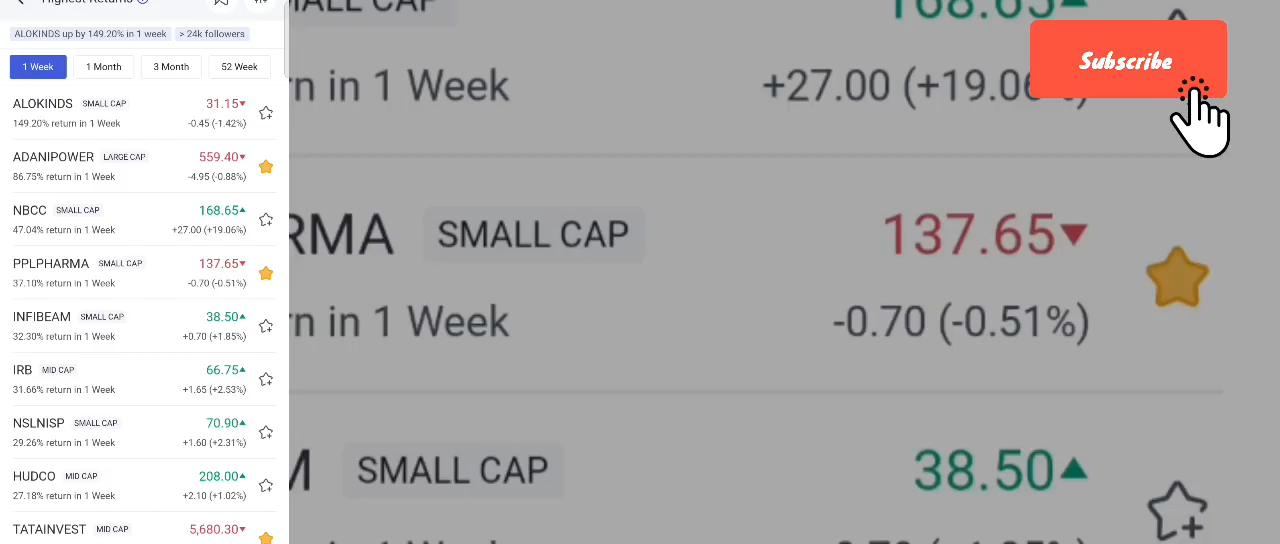 Highest Returns
ALOKINDS up by 149.20% in 1 week
> 24k followers
1 Week
1 Month
3 Month
52 Week
ALOKINDS SMALL CAP 31.15▼
149.20% return in 1 Week -0.45 (-1.42%)
ADANIPOWER LARGE CAP 559.40▼
86.75% return in 1 Week -4.95 (-0.88%)
NBCC SMALL CAP 168.65▲
47.04% return in 1 Week +27.00 (+19.06%)
PPLPHARMA SMALL CAP 137.65▼
37.10% return in 1 Week -0.70 (-0.51%)
INFIBEAM SMALL CAP 38.50▲
32.30% return in 1 Week +0.70 (+1.85%)
IRB MID CAP 66.75▲
31.66% return in 1 Week +1.65 (+2.53%)
NSLNISP SMALL CAP 70.90▲
29.26% return in 1 Week +1.60 (+2.31%)
HUDCO MID CAP 208.00▲
27.18% return in 1 Week +2.10 (+1.02%)
TATAINVEST MID CAP 5,680.30▼
SMALL CAP 168.65▲
n in 1 Week +27.00 (+19.06%)
RMA SMALL CAP 137.65▼
n in 1 Week -0.70 (-0.51%)
M SMALL CAP 38.50▲
Subscribe